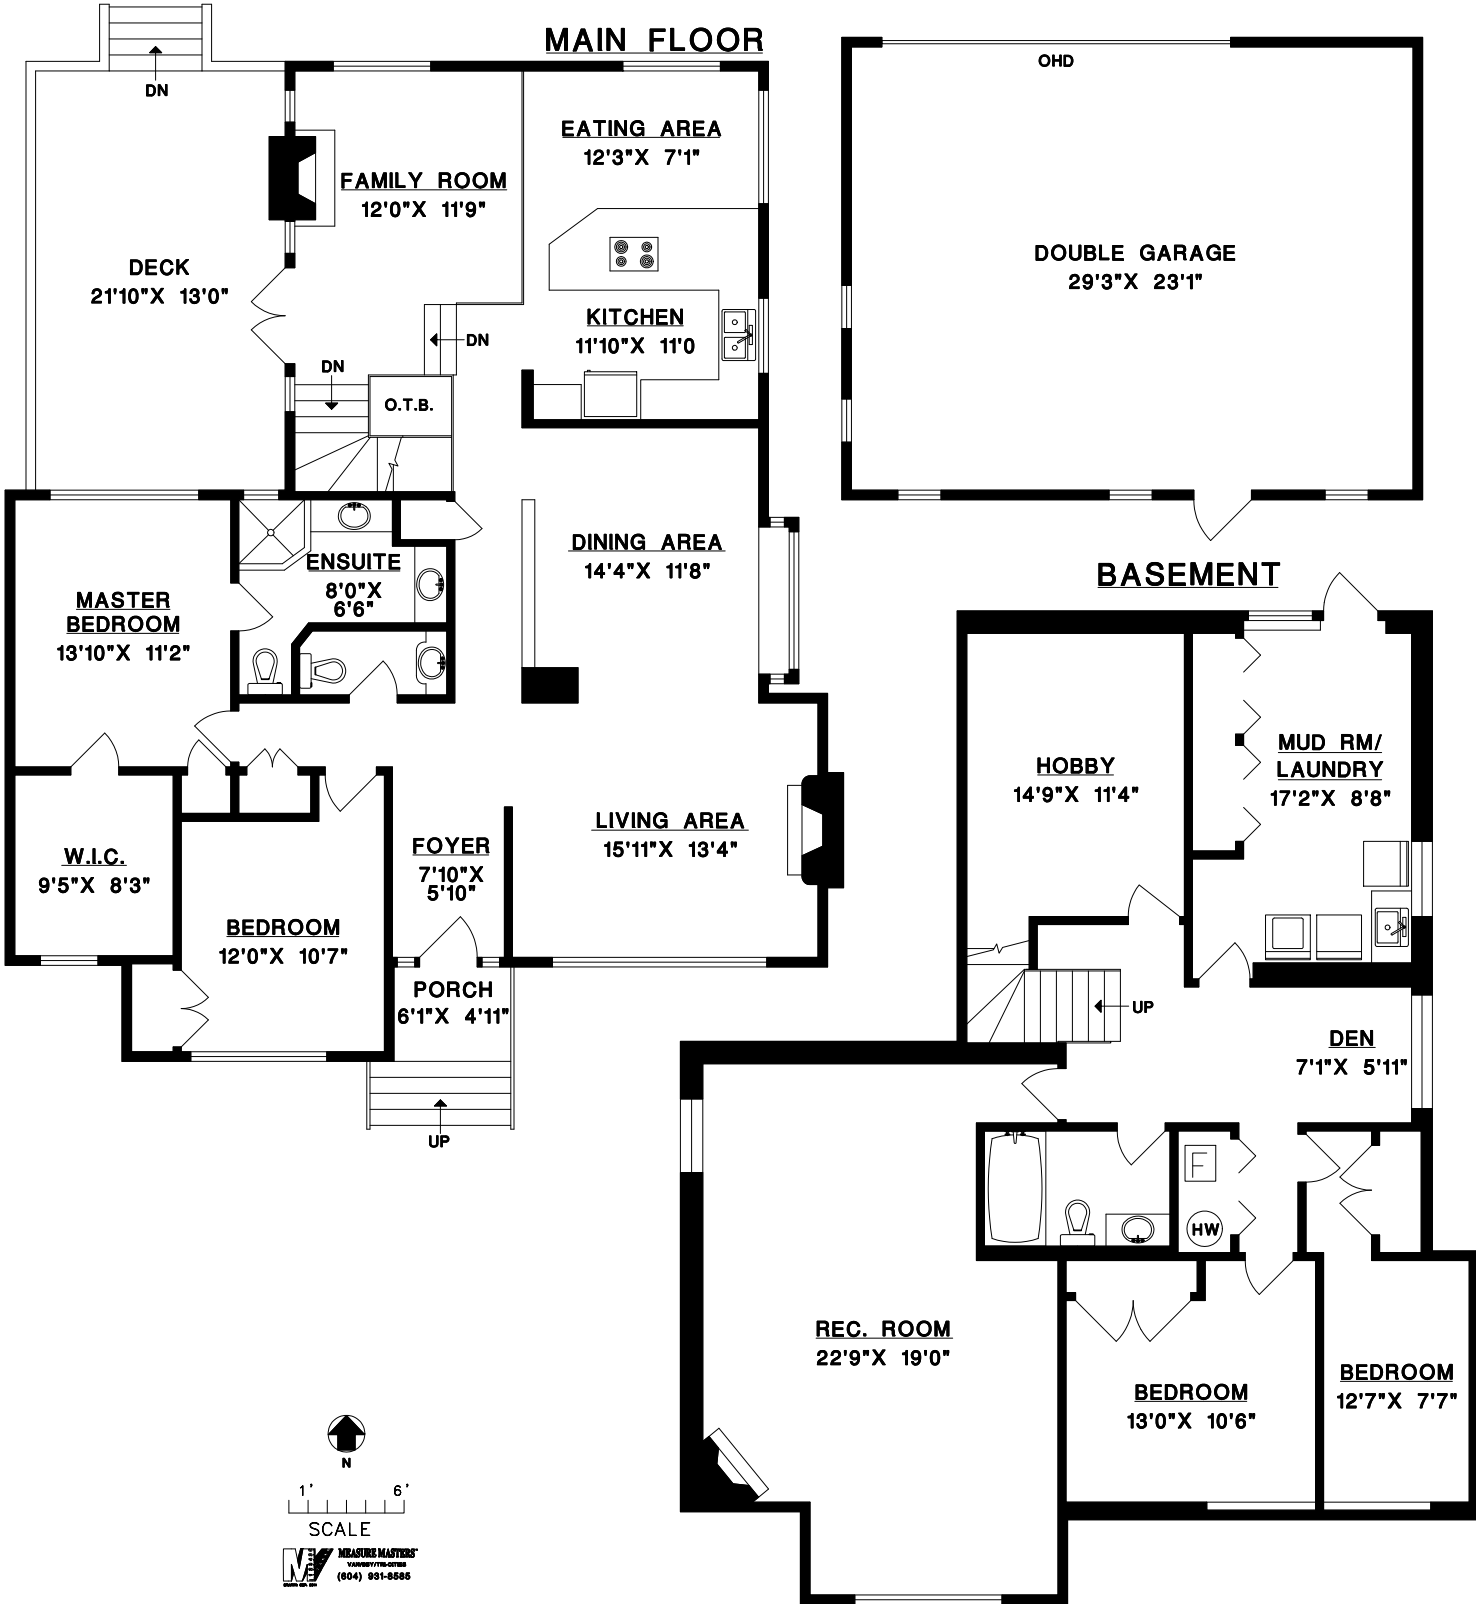 MAIN FLOOR
DN
EATING AREA
12'3"X 7'1"
FAMILY ROOM
12'0"X 11'9"
DECK
21'10"X 13'0"
KITCHEN
11'10"X 11'0
DN
DN
O.T.B.
DINING AREA
14'4"X 11'8"
ENSUITE
8'0"X
6'6"
MASTER
BEDROOM
13'10"X 11'2"
LIVING AREA
15'11"X 13'4"
FOYER
7'10"X
5'10"
W.I.C.
9'5"X 8'3"
BEDROOM
12'0"X 10'7"
PORCH
6'1"X 4'11"
UP
OHD
DOUBLE GARAGE
29'3"X 23'1"
BASEMENT
HOBBY
14'9"X 11'4"
MUD RM/
LAUNDRY
17'2"X 8'8"
UP
DEN
7'1"X 5'11"
F
HW
REC. ROOM
22'9"X 19'0"
BEDROOM
13'0"X 10'6"
BEDROOM
12'7"X 7'7"
N
1' 6'
SCALE
MEASURE MASTERS
(604) 931-8585